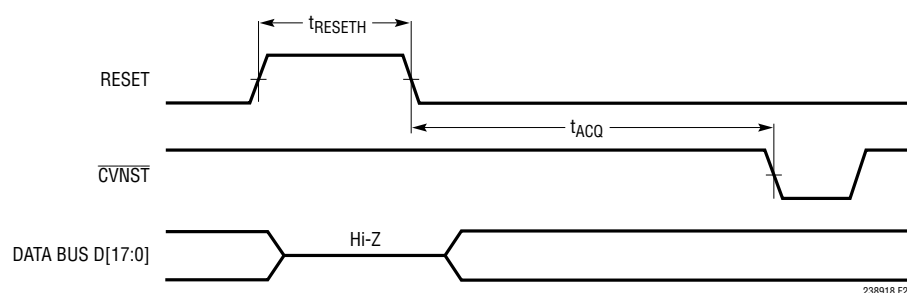 tRESETH
RESET
tACQ
CVNST
Hi-Z
DATA BUS D[17:0]
238918 F2